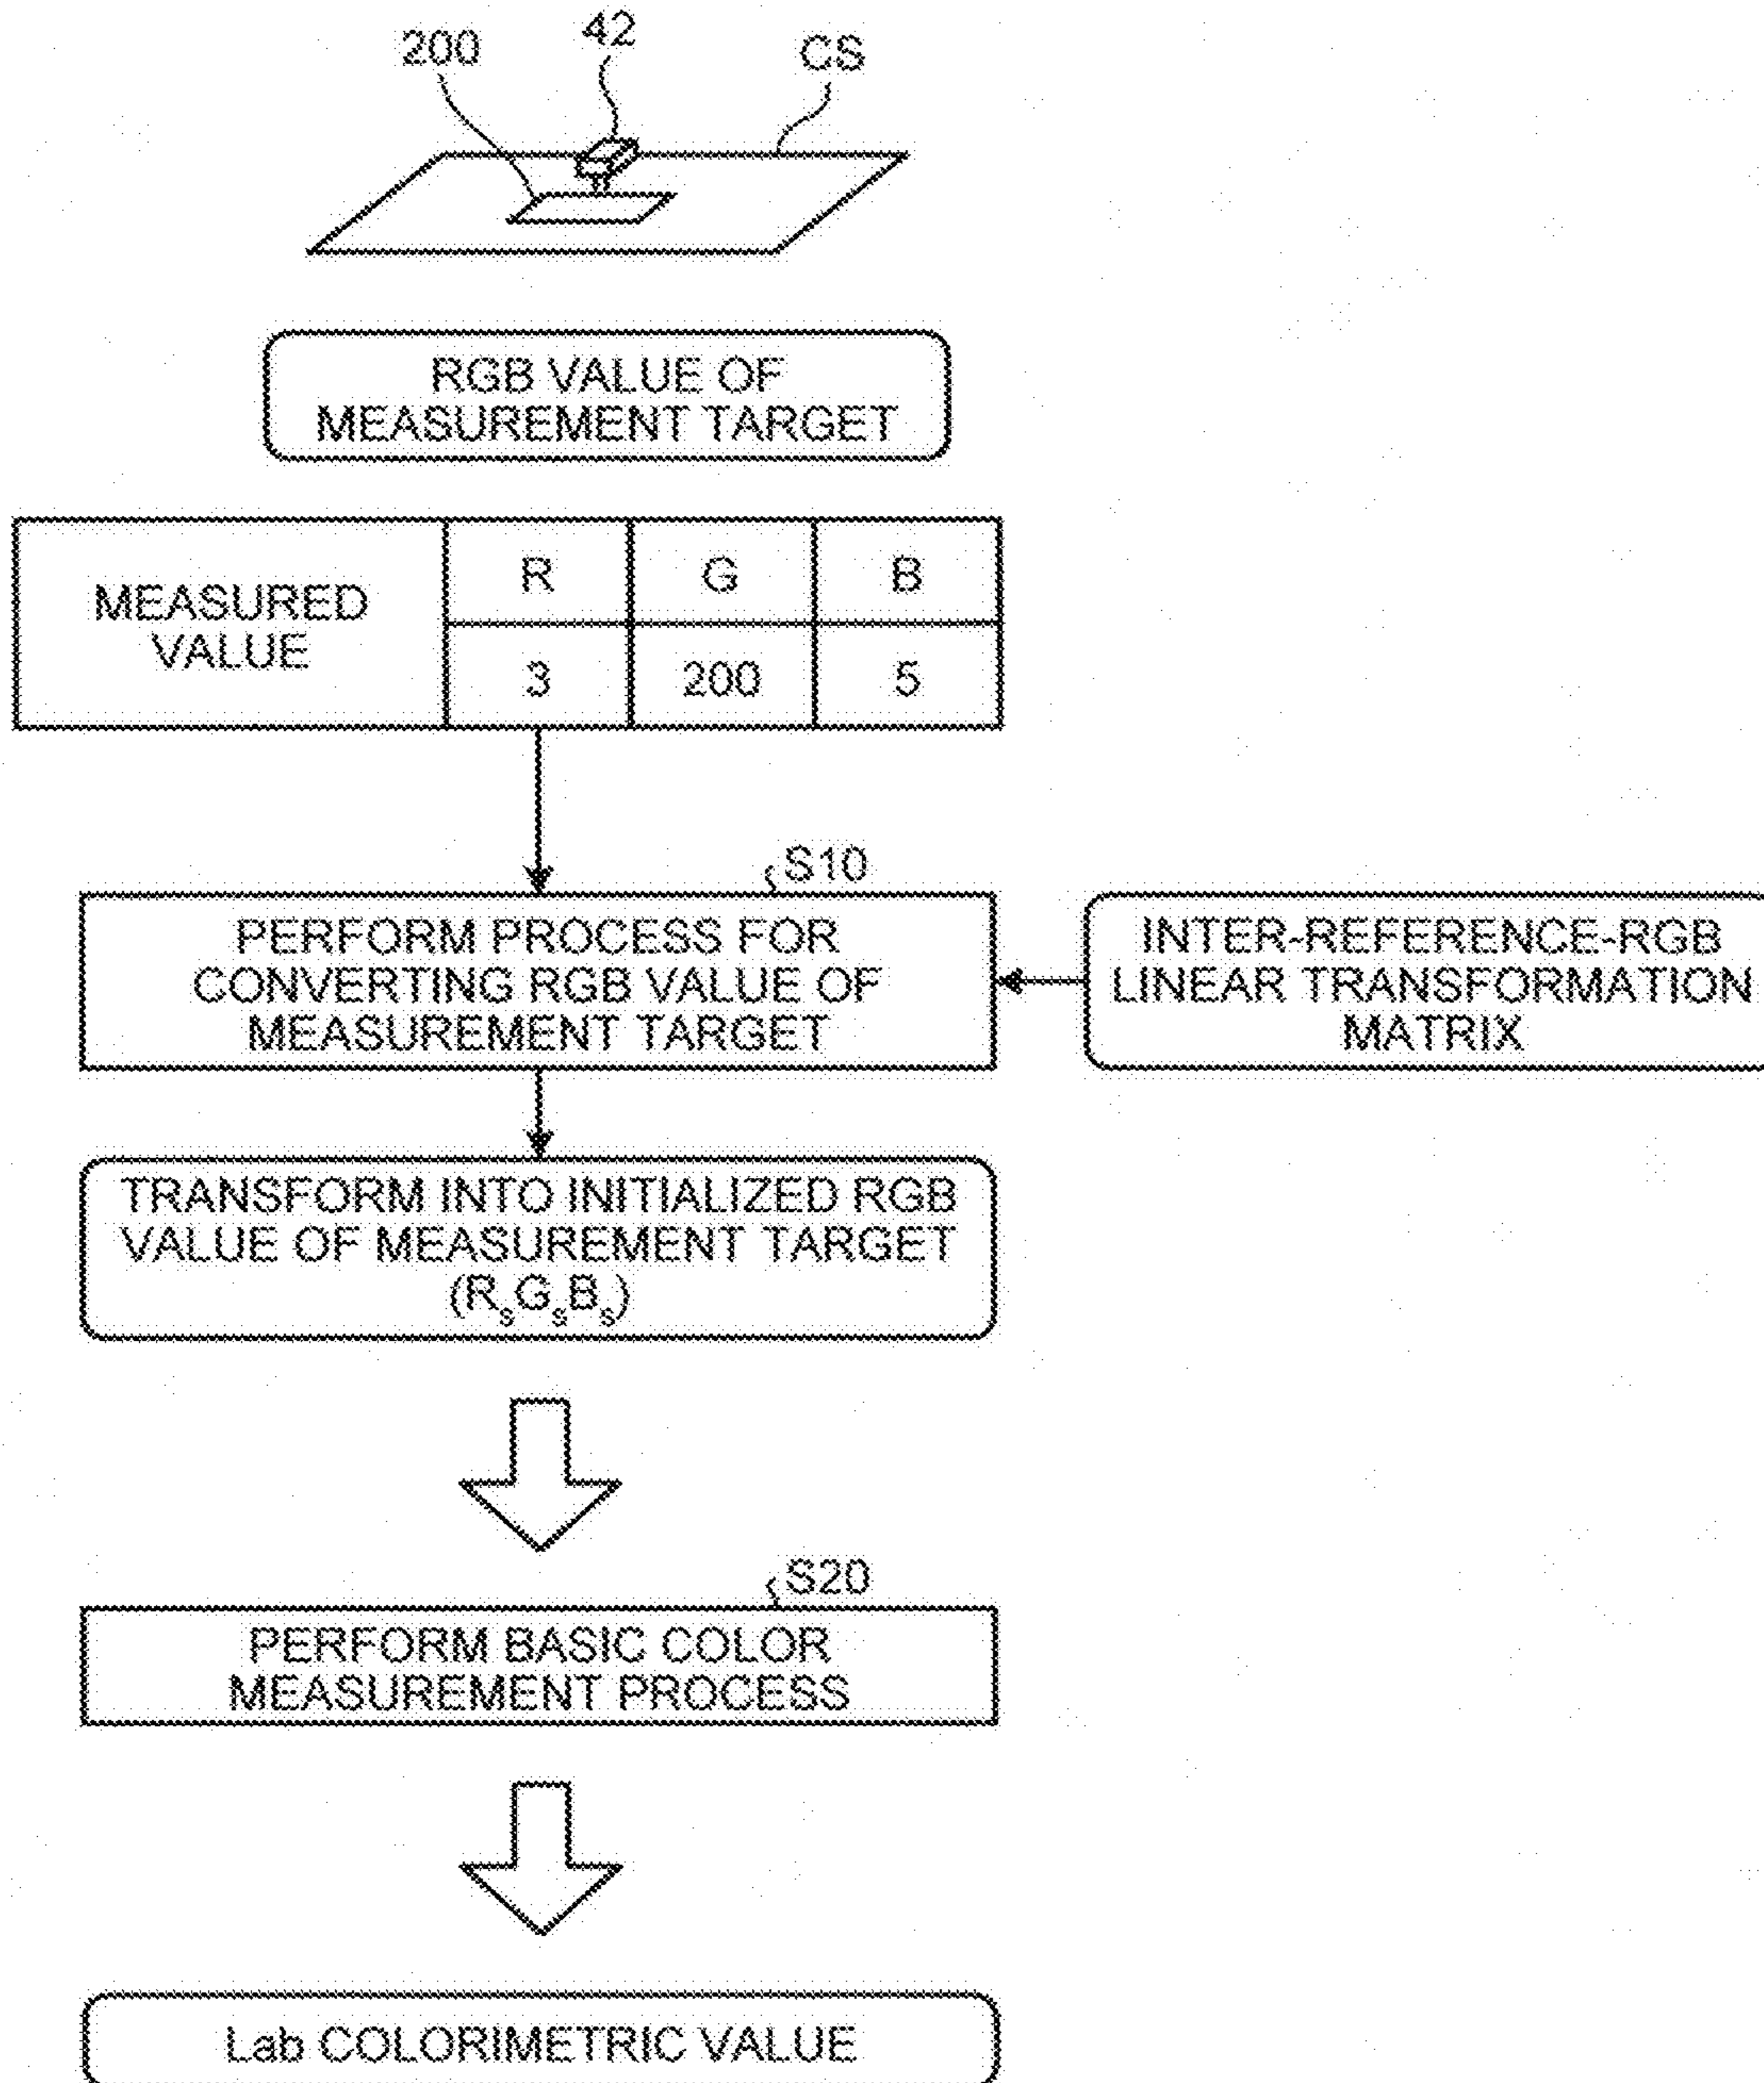 200
42
CS
RGB VALUE OF
MEASUREMENT TARGET
MEASURED
VALUE
R G B
3 200 5
S10
PERFORM PROCESS FOR
CONVERTING RGB VALUE OF
MEASUREMENT TARGET
INTER-REFERENCE-RGB
LINEAR TRANSFORMATION
MATRIX
TRANSFORM INTO INITIALIZED RGB
VALUE OF MEASUREMENT TARGET
(RsGsBs)
S20
PERFORM BASIC COLOR
MEASUREMENT PROCESS
Lab COLORIMETRIC VALUE